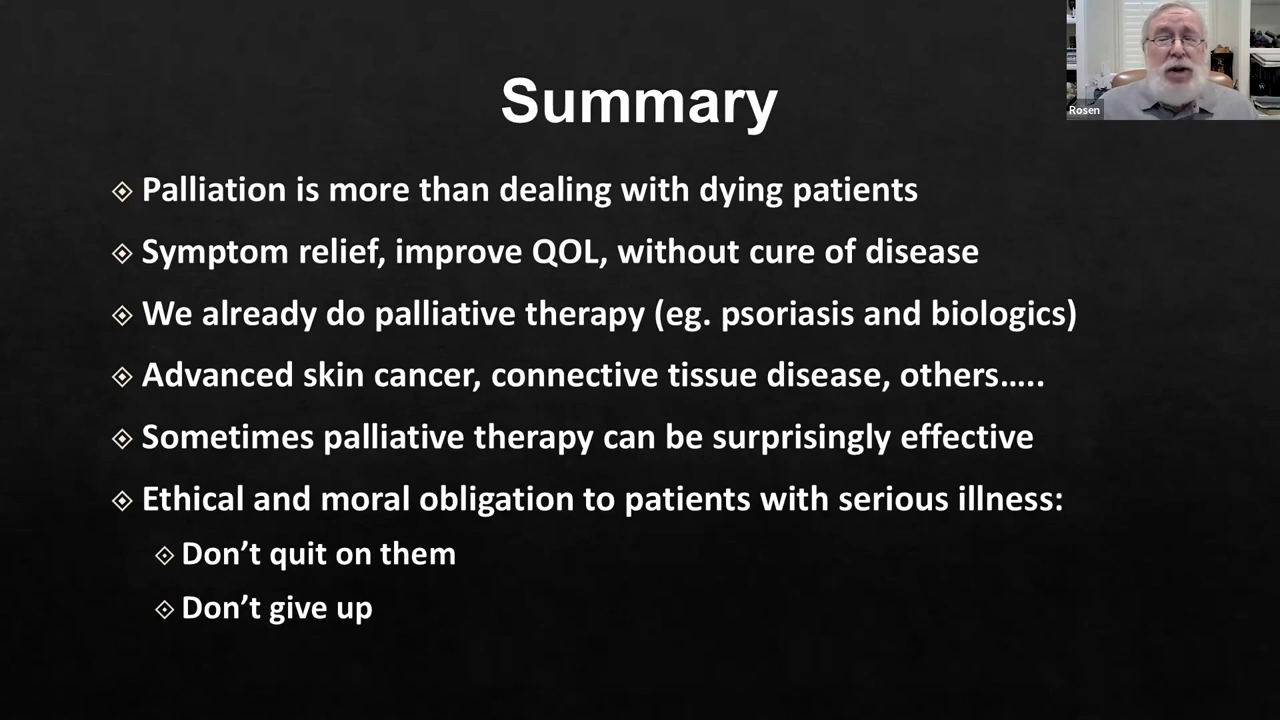 Summary
Rosen
Palliation is more than dealing with dying patients
Symptom relief, improve QOL, without cure of disease
We already do palliative therapy (eg. psoriasis and biologics)
Advanced skin cancer, connective tissue disease, others.....
Sometimes palliative therapy can be surprisingly effective
Ethical and moral obligation to patients with serious illness:
Don’t quit on them
Don’t give up